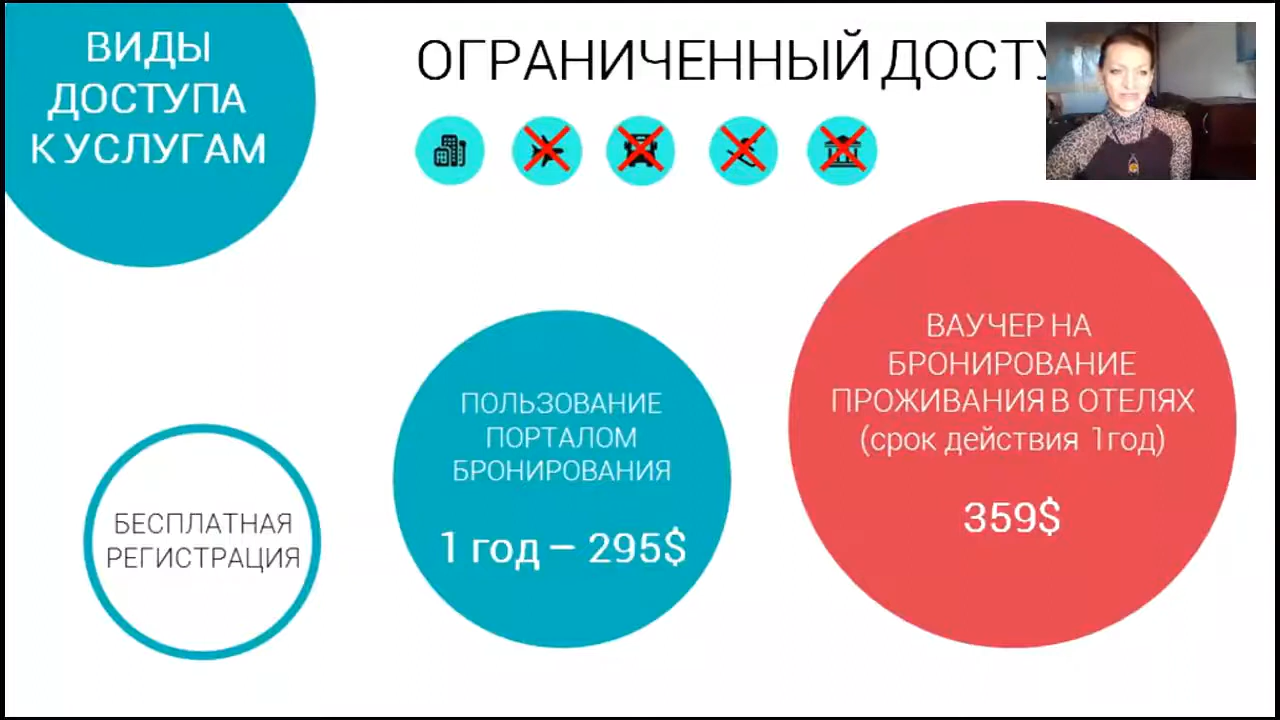 ВИДЫ
ДОСТУПА
К УСЛУГАМ
ОГРАНИЧЕННЫЙ
БЕСПЛАТНАЯ
РЕГИСТРАЦИЯ
ПОЛЬЗОВАНИЕ
ПОРТАЛОМ
БРОНИРОВАНИЯ
1 год – 295$
ВАУЧЕР НА
БРОНИРОВАНИЕ
ПРОЖИВАНИЯ В ОТЕЛЯХ
(срок действия 1год)
359$